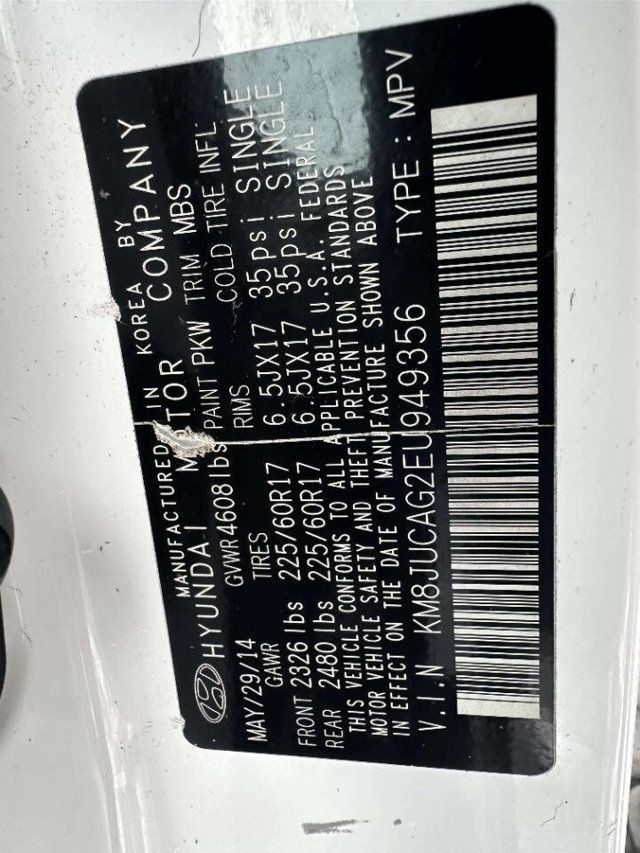 MANUFACTURED IN KOREA BY
HYUNDAI MOTOR COMPANY
MAY/29/14 GVWR 4608 lbs PAINT PKW TRIM MBS
GAWR TIRES RIMS COLD TIRE INFL.
FRONT 2326 lbs 225/60R17 6.5JX17 35psi SINGLE
REAR 2480 lbs 225/60R17 6.5JX17 35psi SINGLE
THIS VEHICLE CONFORMS TO ALL APPLICABLE U.S.A. FEDERAL
MOTOR VEHICLE SAFETY AND THEFT PREVENTION STANDARDS
IN EFFECT ON THE DATE OF MANUFACTURE SHOWN ABOVE
V.I.N KM8JUCAG2EU949356 TYPE : MPV